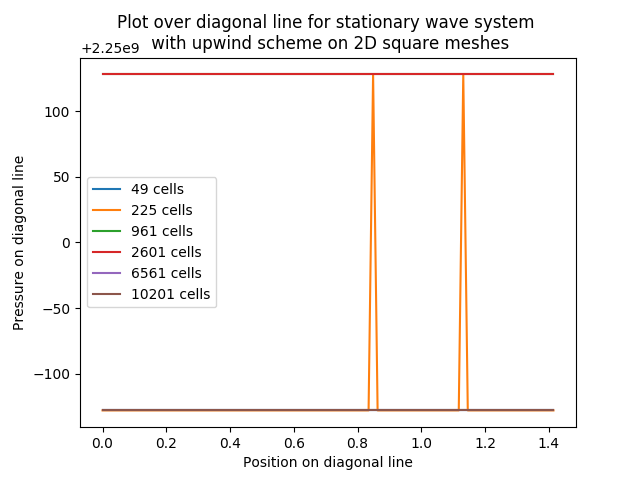 Plot over diagonal line for stationary wave system
with upwind scheme on 2D square meshes
+2.25e9
100
50
0
−50
−100
Pressure on diagonal line
49 cells
225 cells
961 cells
2601 cells
6561 cells
10201 cells
0.0 0.2 0.4 0.6 0.8 1.0 1.2 1.4
Position on diagonal line